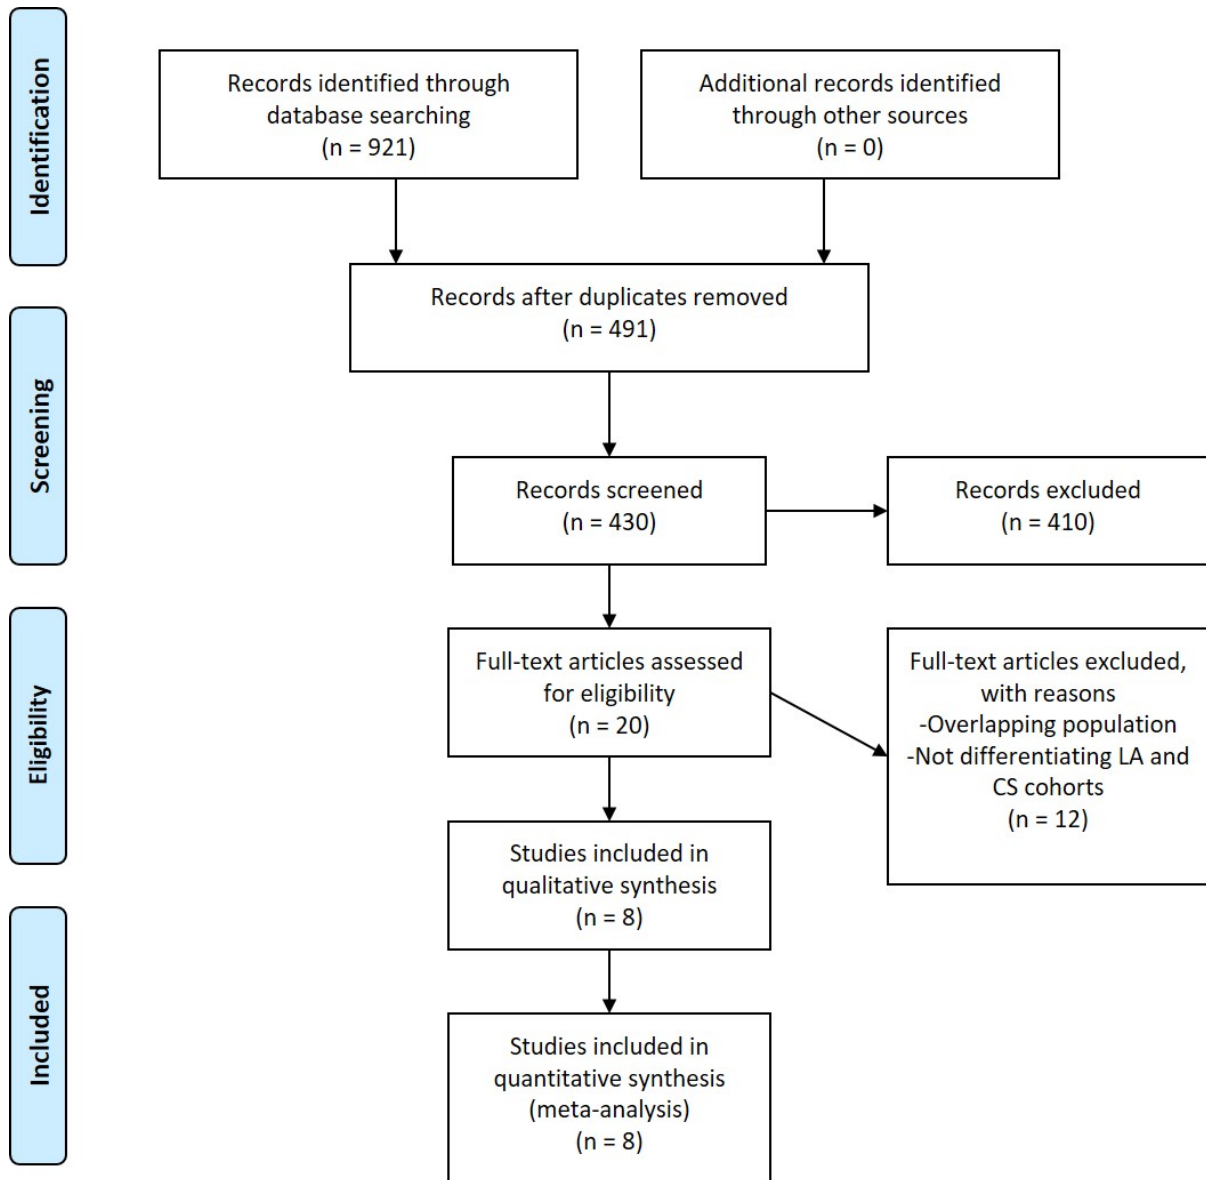 Identification
Records identified through
database searching
(n = 921)
Additional records identified
through other sources
(n = 0)
Records after duplicates removed
(n = 491)
Screening
Records screened
(n = 430)
Records excluded
(n = 410)
Eligibility
Full-text articles assessed
for eligibility
(n = 20)
Full-text articles excluded,
with reasons
-Overlapping population
-Not differentiating LA and
CS cohorts
(n = 12)
Studies included in
qualitative synthesis
(n = 8)
Included
Studies included in
quantitative synthesis
(meta-analysis)
(n = 8)